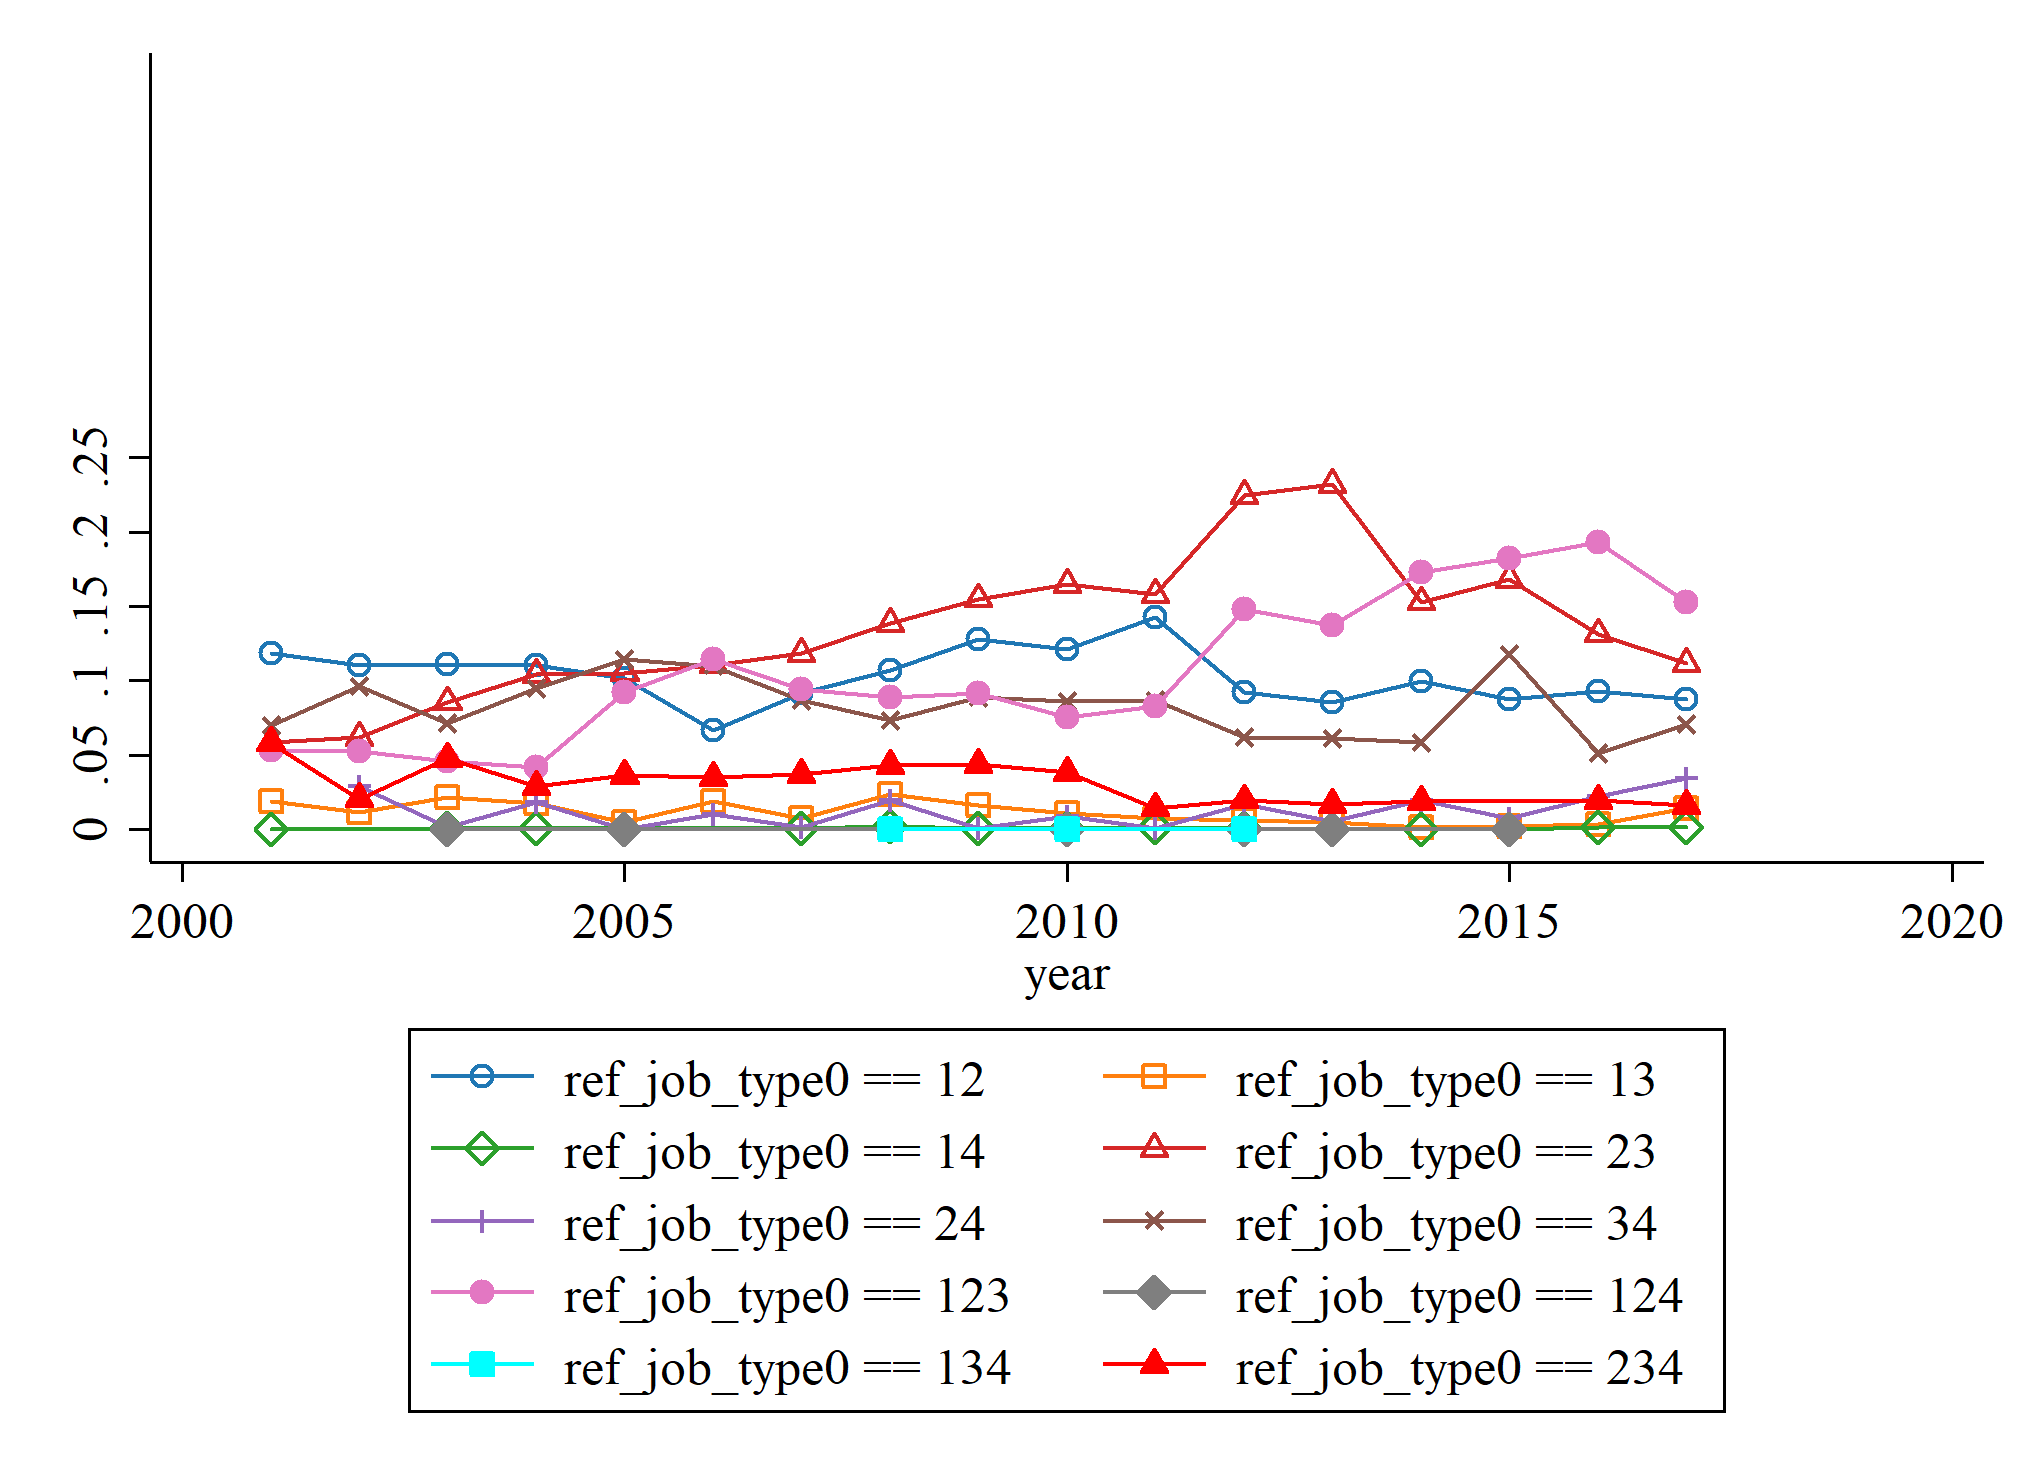 .25
.2
.15
.1
.05
0
2000 2005 2010 2015 2020
year
ref_job_type0 == 12 ref_job_type0 == 13
ref_job_type0 == 14 ref_job_type0 == 23
ref_job_type0 == 24 ref_job_type0 == 34
ref_job_type0 == 123 ref_job_type0 == 124
ref_job_type0 == 134 ref_job_type0 == 234